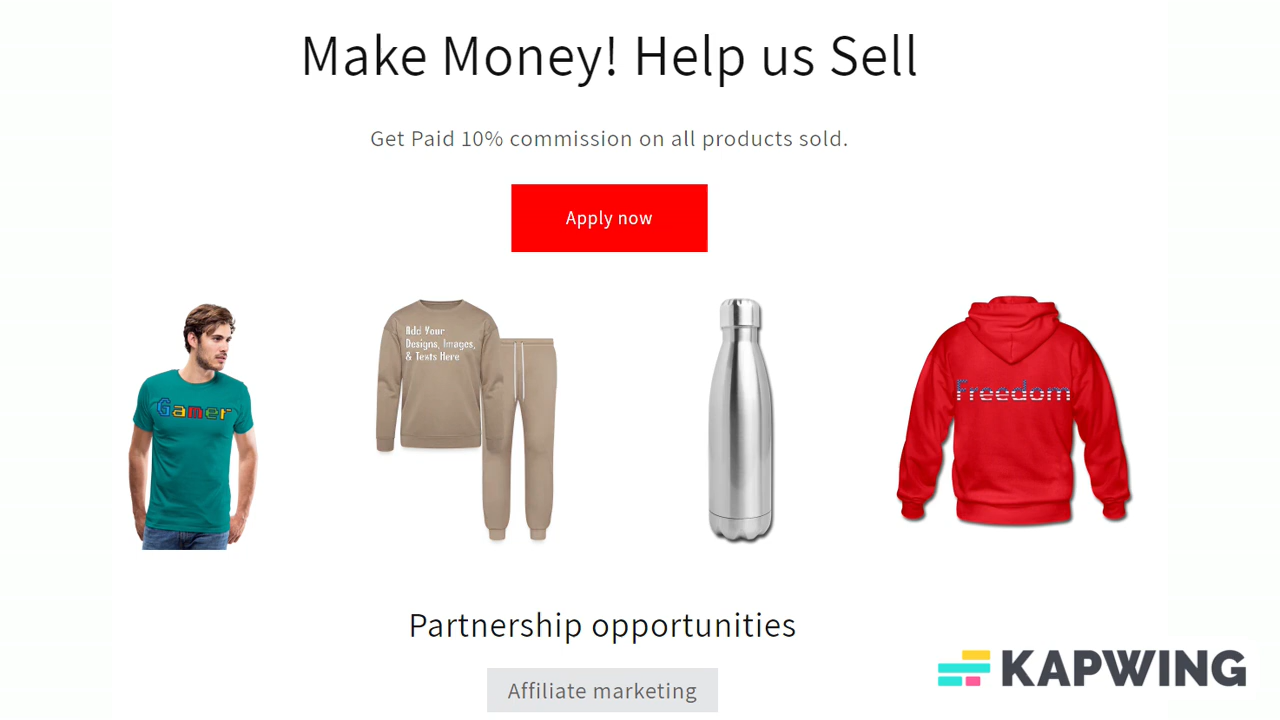 Make Money! Help us Sell
Get Paid 10% commission on all products sold.
Apply now
Gamer
Add Your
Designs, Images,
& Texts Here
Freedom
Partnership opportunities
Affiliate marketing
KAPWING